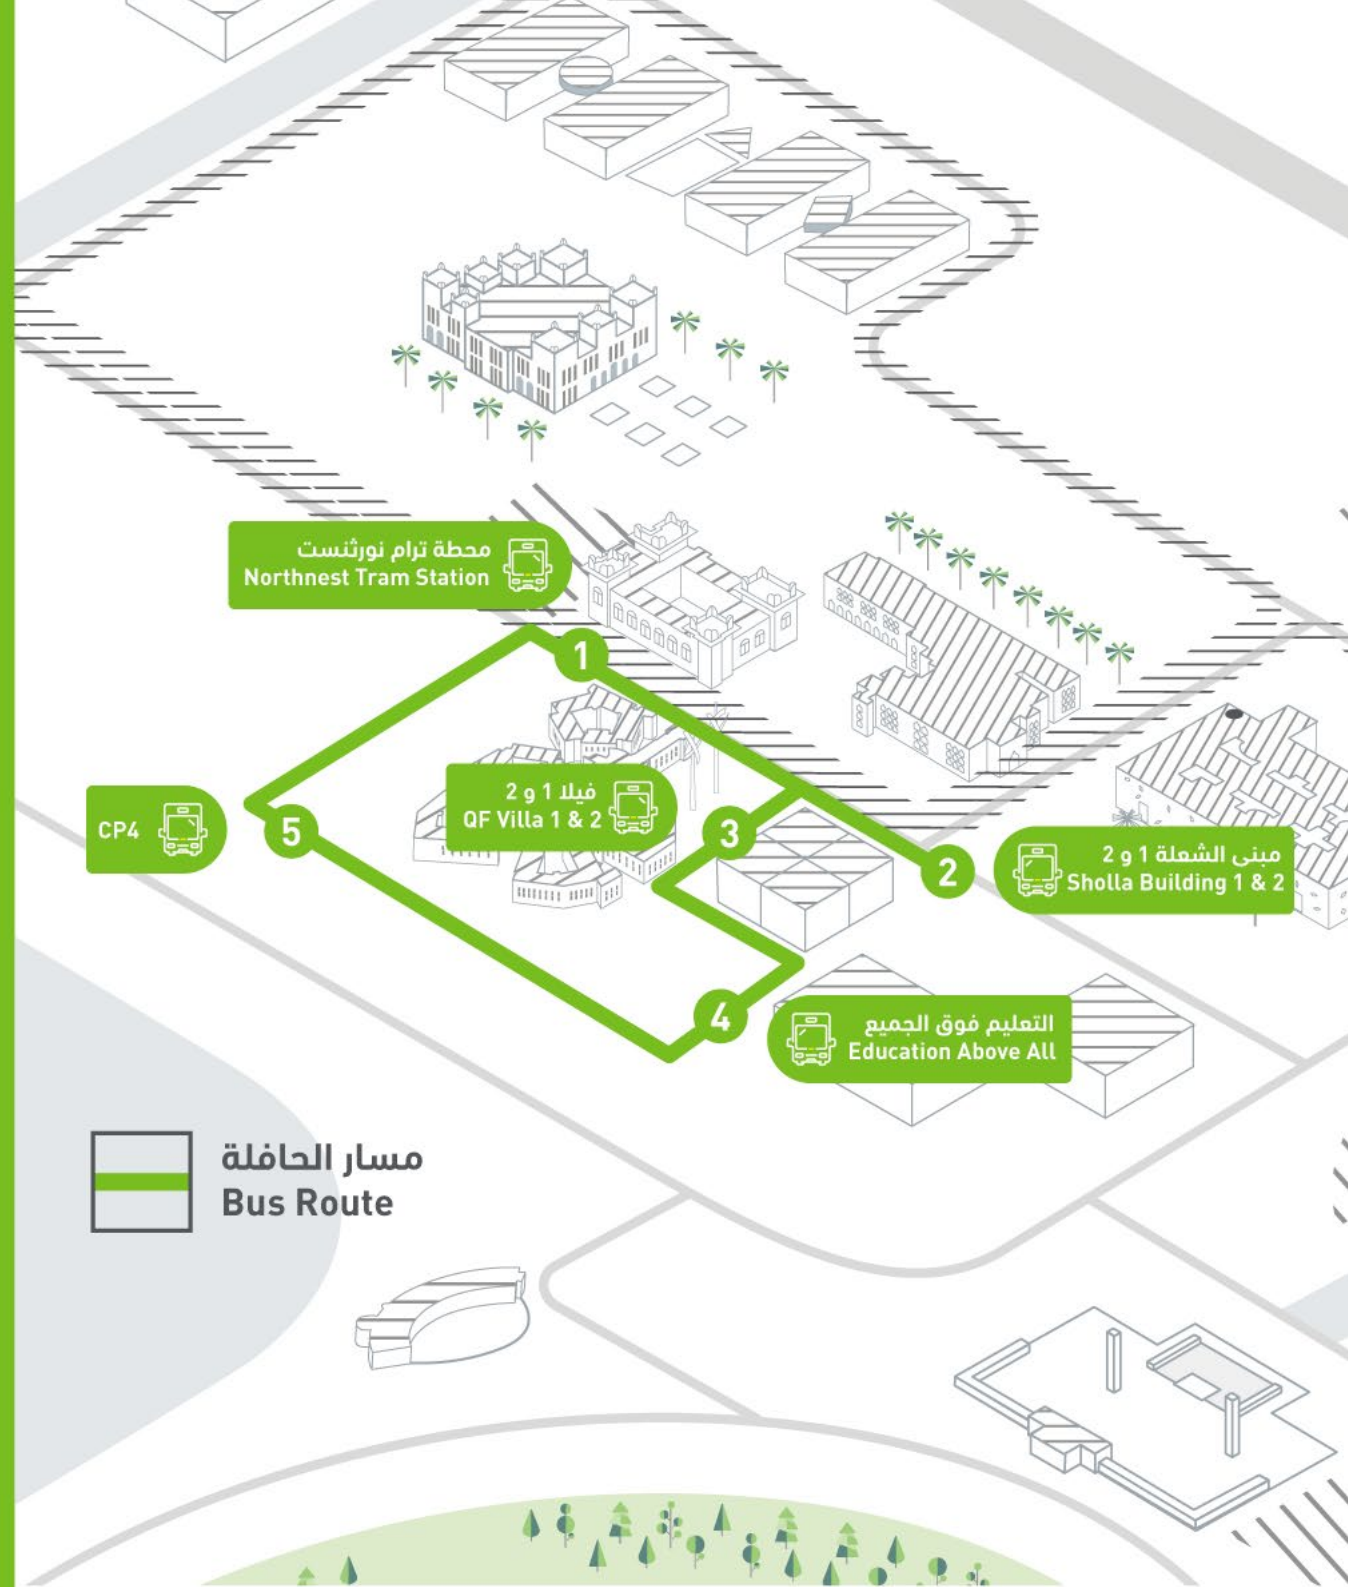 محطة ترام نورثنست
Northnest Tram Station
1
CP4
5
فيلا 1 و 2
QF Villa 1 & 2
3
2
مبنى الشعلة 1 و 2
Sholla Building 1 & 2
4
التعليم فوق الجميع
Education Above All
مسار الحافلة
Bus Route